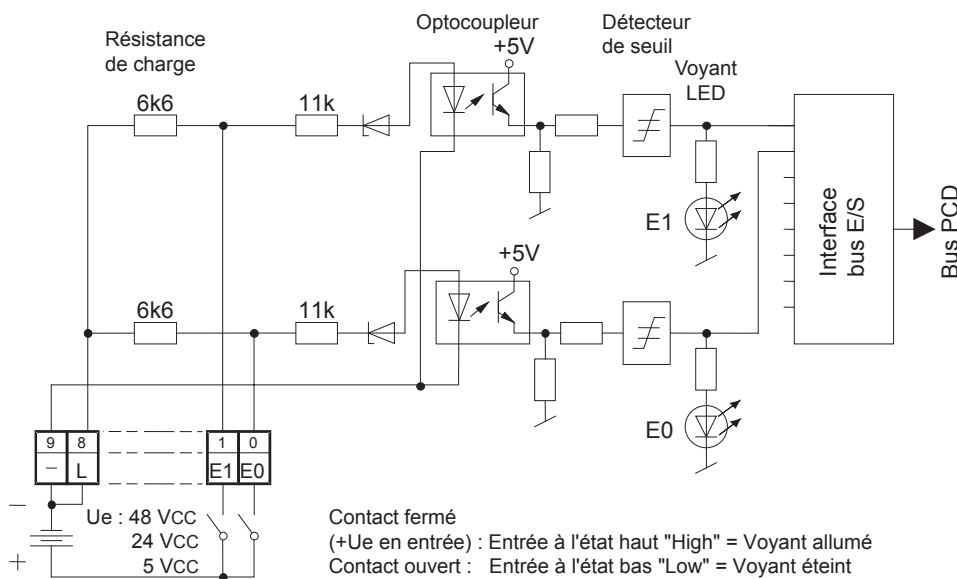 Optocoupleur
Détecteur
de seuil
Résistance
de charge
+5V
Voyant
LED
6k6
11k
E1
Interface
bus E/S
Bus PCD
+5V
6k6
11k
E0
9 8 1 0
– L E1 E0
–
+
Ue : 48 VCC
24 VCC
5 VCC
Contact fermé
(+Ue en entrée) : Entrée à l'état haut "High" = Voyant allumé
Contact ouvert : Entrée à l'état bas "Low" = Voyant éteint